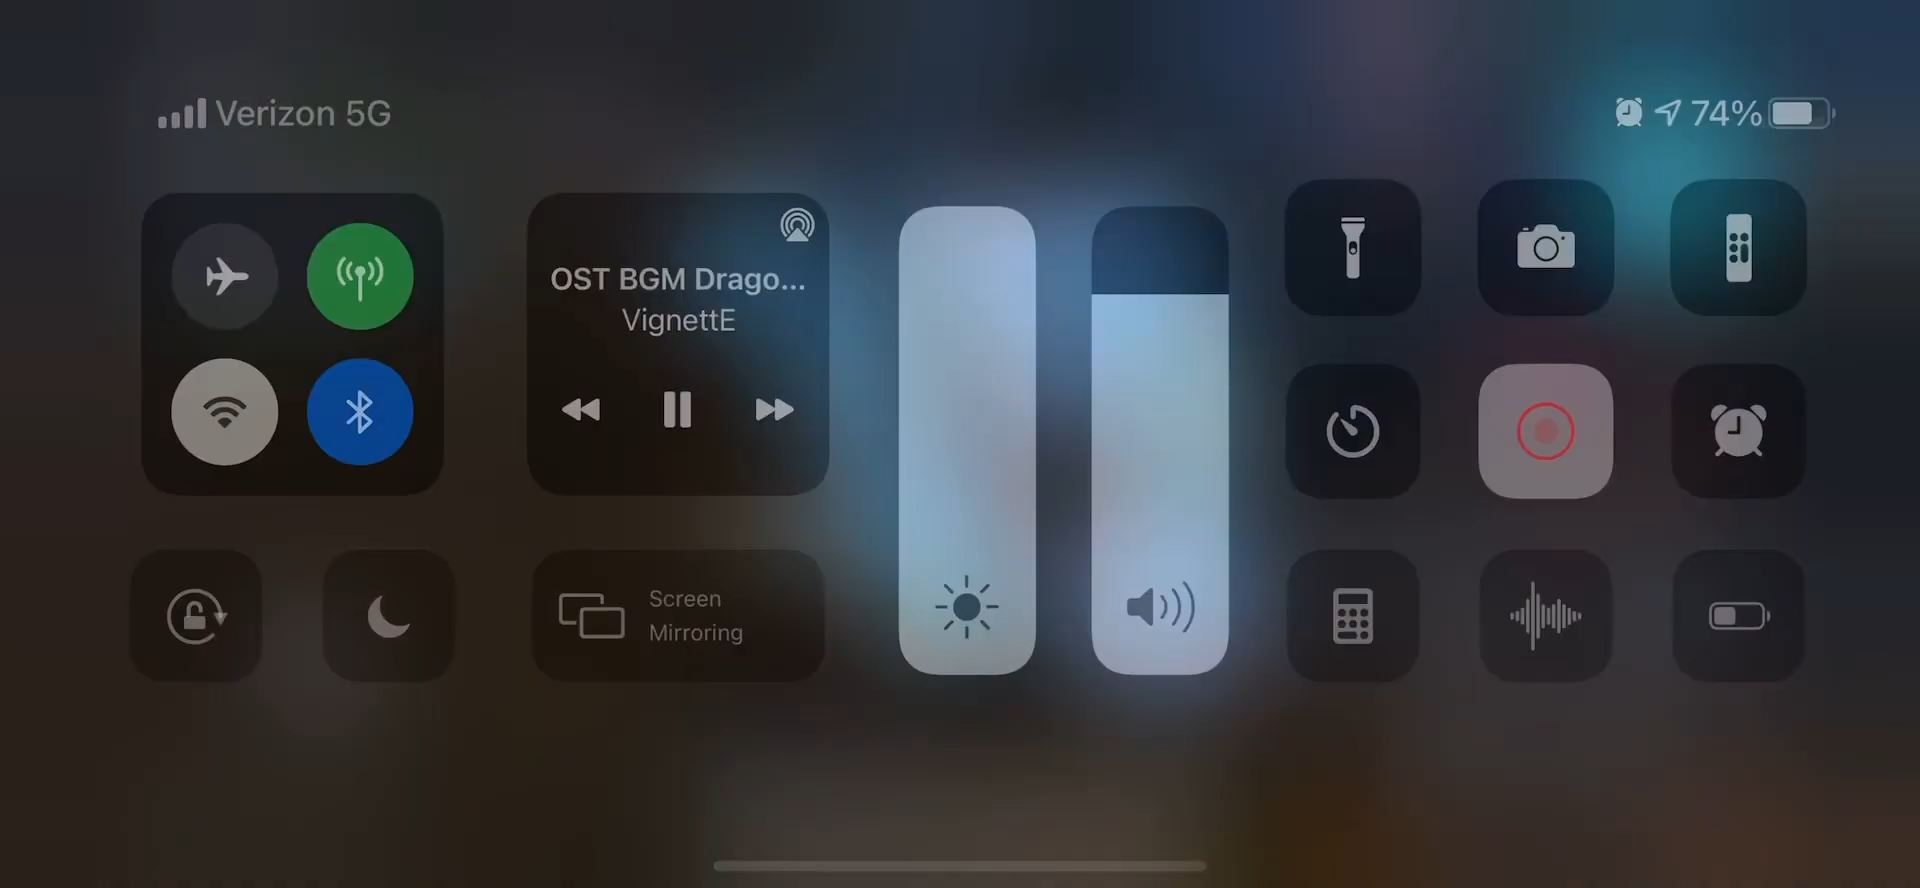 Verizon 5G
74%
OST BGM Drago...
VignettE
Screen
Mirroring